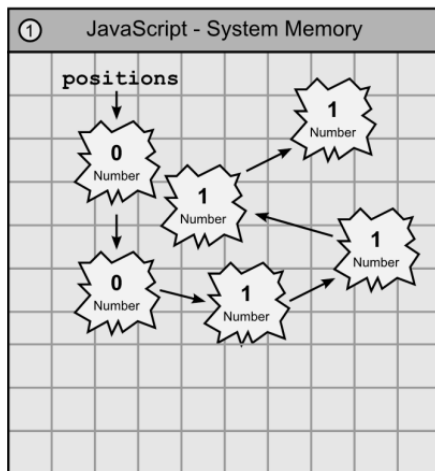 ① JavaScript - System Memory
positions
0
Number
0
Number
1
Number
1
Number
1
Number
1
Number